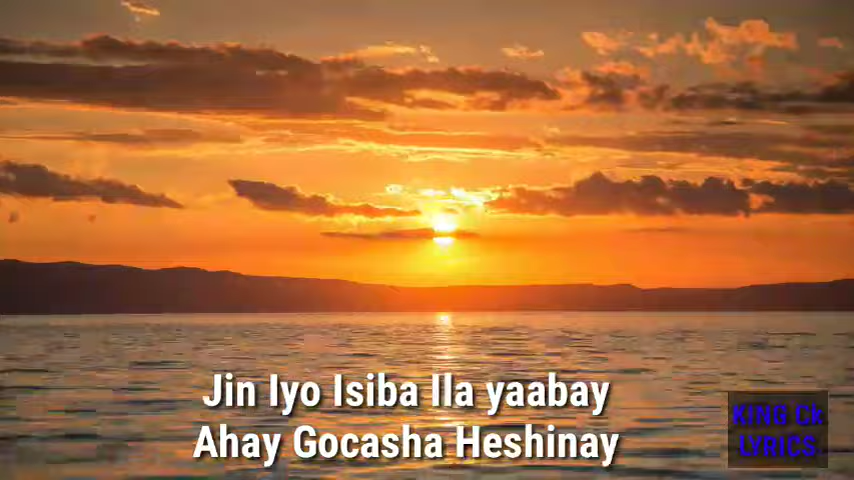 Jin Iyo Isiba Ila yaabay
Ahay Gocasha Heshinay
KING Ck
LYRICS